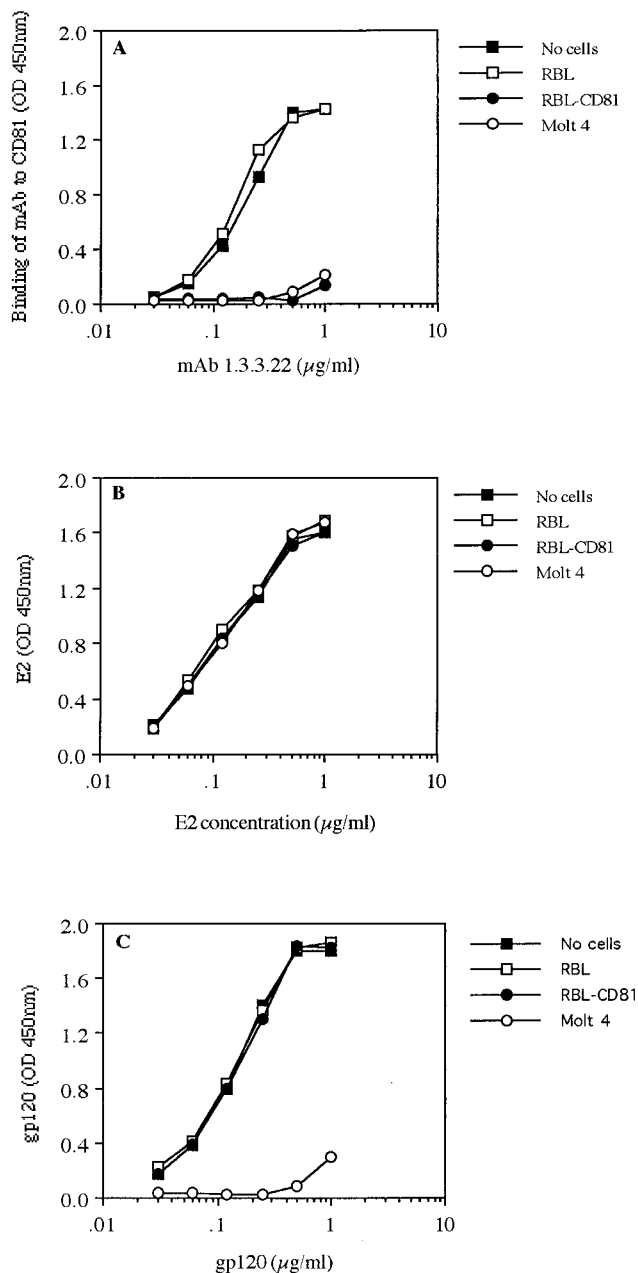 A
2.0
1.6
1.2
0.8
0.4
0.0
Binding of mAb to CD81 (OD 450nm)
.01
.1
1
10
mAb 1.3.3.22 (µg/ml)
No cells
RBL
RBL-CD81
Molt 4
B
2.0
1.6
1.2
0.8
0.4
0.0
E2 (OD 450nm)
.01
.1
1
10
E2 concentration (µg/ml)
No cells
RBL
RBL-CD81
Molt 4
C
2.0
1.6
1.2
0.8
0.4
0.0
gp120 (OD 450nm)
.01
.1
1
10
gp120 (µg/ml)
No cells
RBL
RBL-CD81
Molt 4